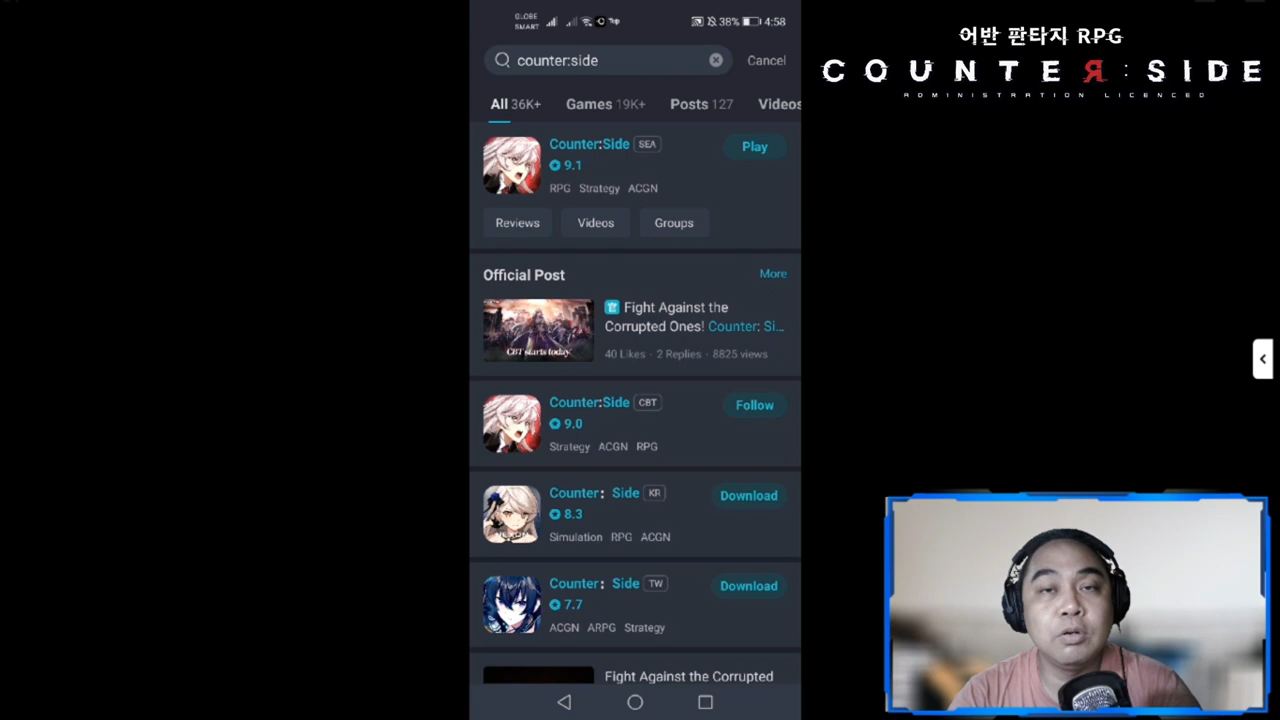 GLOBE
SMART
38% 4:58
counter:side
Cancel
All 36K+ Games 19K+ Posts 127 Videos
Counter:Side SEA
Play
9.1
RPG Strategy ACGN
Reviews Videos Groups
Official Post
More
Fight Against the
Corrupted Ones! Counter: Si...
CBT starts today
40 Likes · 2 Replies · 8825 views
Counter:Side CBT
Follow
9.0
Strategy ACGN RPG
Counter：Side KR
Download
8.3
Simulation RPG ACGN
Counter：Side TW
Download
7.7
ACGN ARPG Strategy
Fight Against the Corrupted
어반 판타지 RPG
COUNTER:SIDE
ADMINISTRATION LICENCED